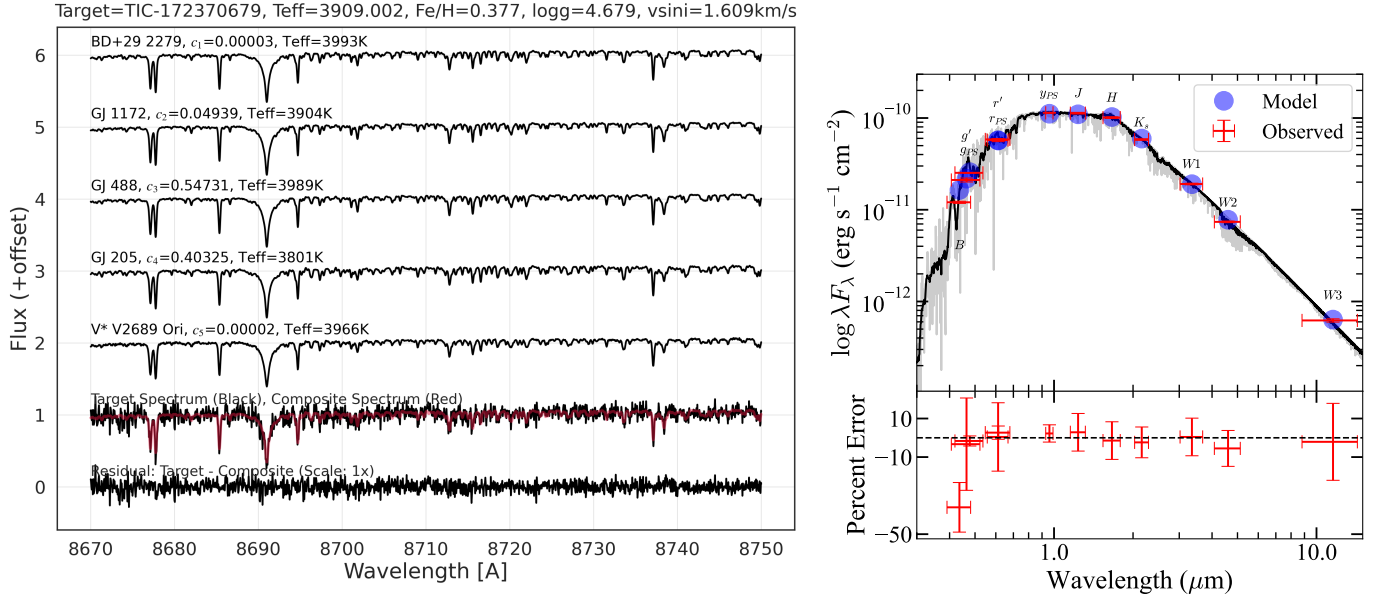 Target=TIC-172370679, Teff=3909.002, Fe/H=0.377, logg=4.679, vsini=1.609km/s
BD+29 2279, c₁=0.00003, Teff=3993K
GJ 1172, c₂=0.04939, Teff=3904K
GJ 488, c₃=0.54731, Teff=3989K
GJ 205, c₄=0.40325, Teff=3801K
V* V2689 Ori, c₅=0.00002, Teff=3966K
Target Spectrum (Black), Composite Spectrum (Red)
Residual: Target - Composite (Scale: 1x)
Flux (+offset)
6
5
4
3
2
1
0
8670 8680 8690 8700 8710 8720 8730 8740 8750
Wavelength [A]
log λF_λ (erg s⁻¹ cm⁻²)
10⁻¹⁰
10⁻¹¹
10⁻¹²
B
g'
g_PS
r'
r_PS
y_PS
J
H
K_s
W1
W2
W3
Model
Observed
Percent Error
10
-10
-50
1.0 10.0
Wavelength (μm)